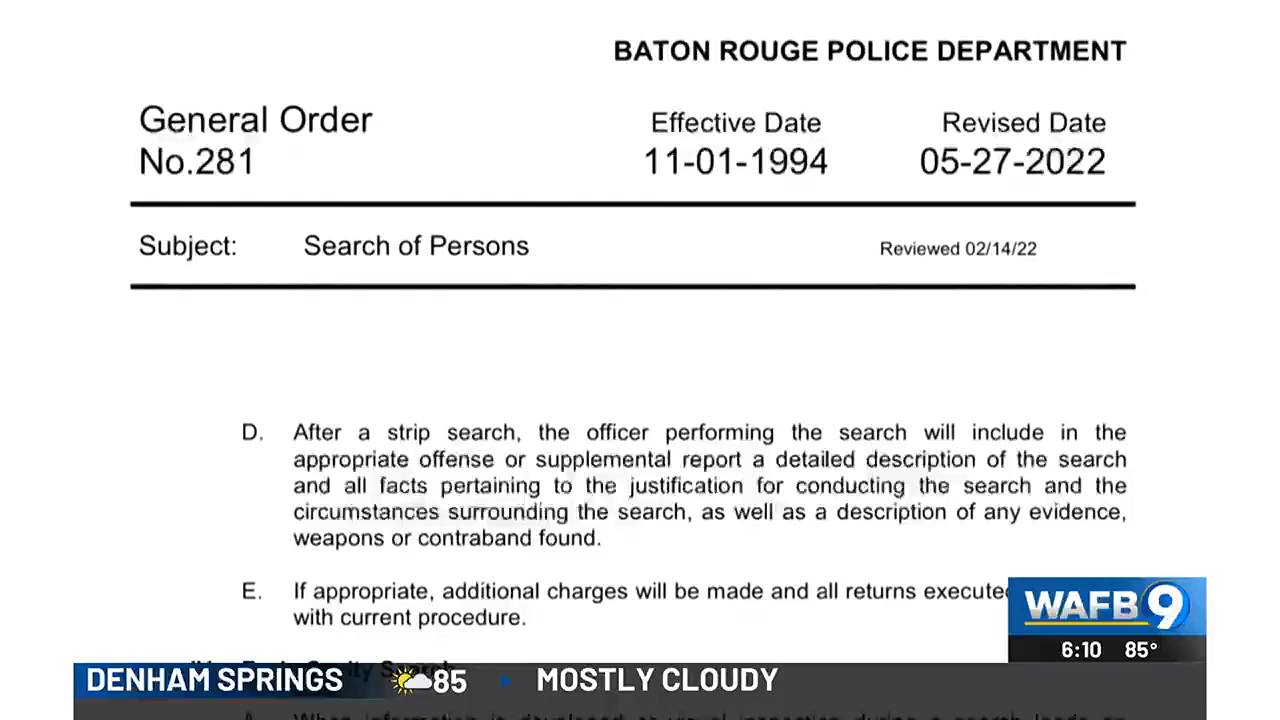 BATON ROUGE POLICE DEPARTMENT
General Order
Effective Date
Revised Date
No.281
11-01-1994
05-27-2022
Subject:
Search of Persons
Reviewed 02/14/22
D. After a strip search, the officer performing the search will include in the
appropriate offense or supplemental report a detailed description of the search
and all facts pertaining to the justification for conducting the search and the
circumstances surrounding the search, as well as a description of any evidence,
weapons or contraband found.
E. If appropriate, additional charges will be made and all returns executed
with current procedure.
WAFB 9
6:10 85°
DENHAM SPRINGS 85 MOSTLY CLOUDY